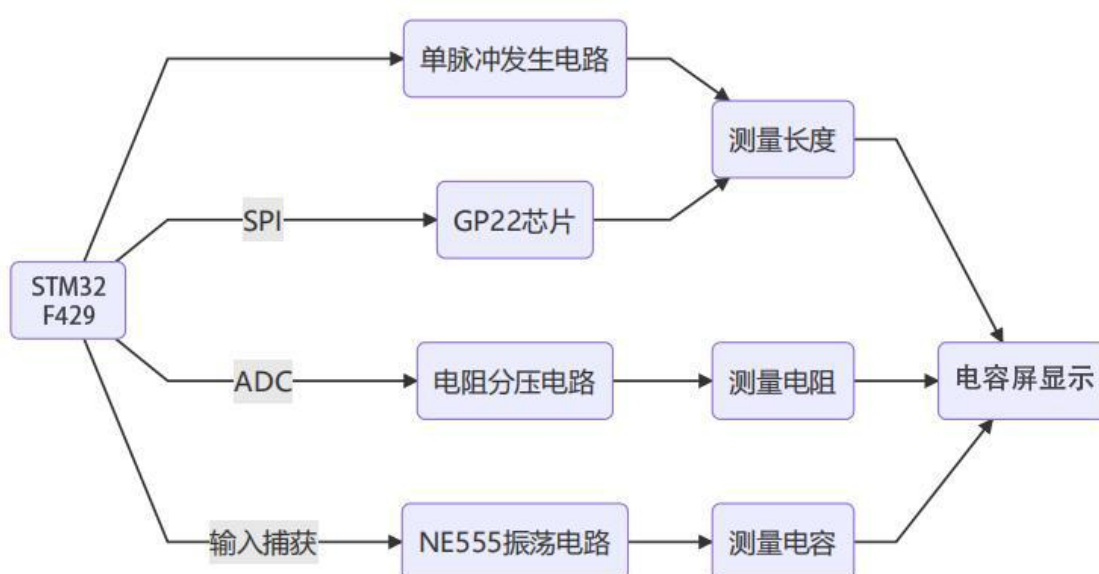 单脉冲发生电路
测量长度
SPI
GP22芯片
STM32
F429
ADC
电阻分压电路
测量电阻
电容屏显示
输入捕获
NE555振荡电路
测量电容